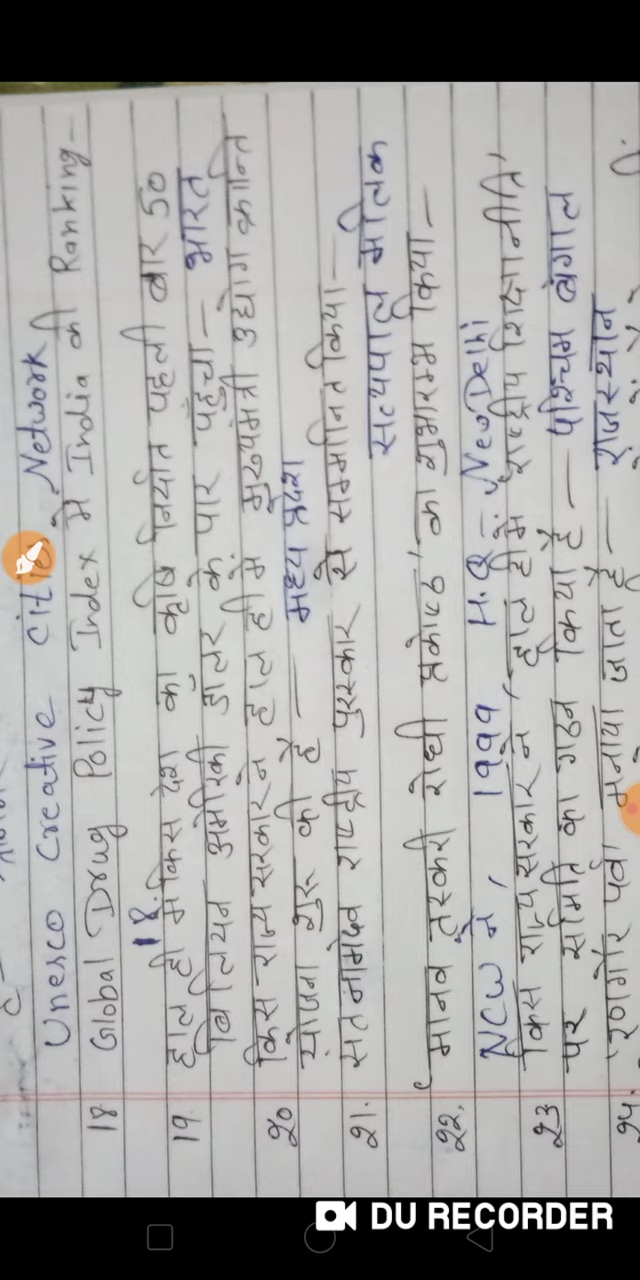 Unesco Creative Network
18 Global Drug Policy Index में India की Ranking-
18.
19 हाल ही में किस देश का कृषि निर्यात पहली बार 50
बिलियन अमेरिकी डालर के पार पहुँचा - भारत
20 किस राज्य सरकार ने हाल ही में मुख्यमंत्री उद्योग क्रान्ति
योजना शुरू की है - मध्य प्रदेश
21. राष्ट्रीय पुरस्कार से सम्मानित किया-
सत्यपाल मलिक
22. 'मानव तस्करी रोधी प्रकोष्ठ' का शुभारम्भ किया-
NCW ने, 1999 H.Q - New Delhi
23 किस राज्य सरकार ने, हाल ही में 'राष्ट्रीय शिक्षा नीति'
पर समिति का गठन किया है - पश्चिम बंगाल
24. पर्व' मनाया जाता है - राजस्थान
DU RECORDER